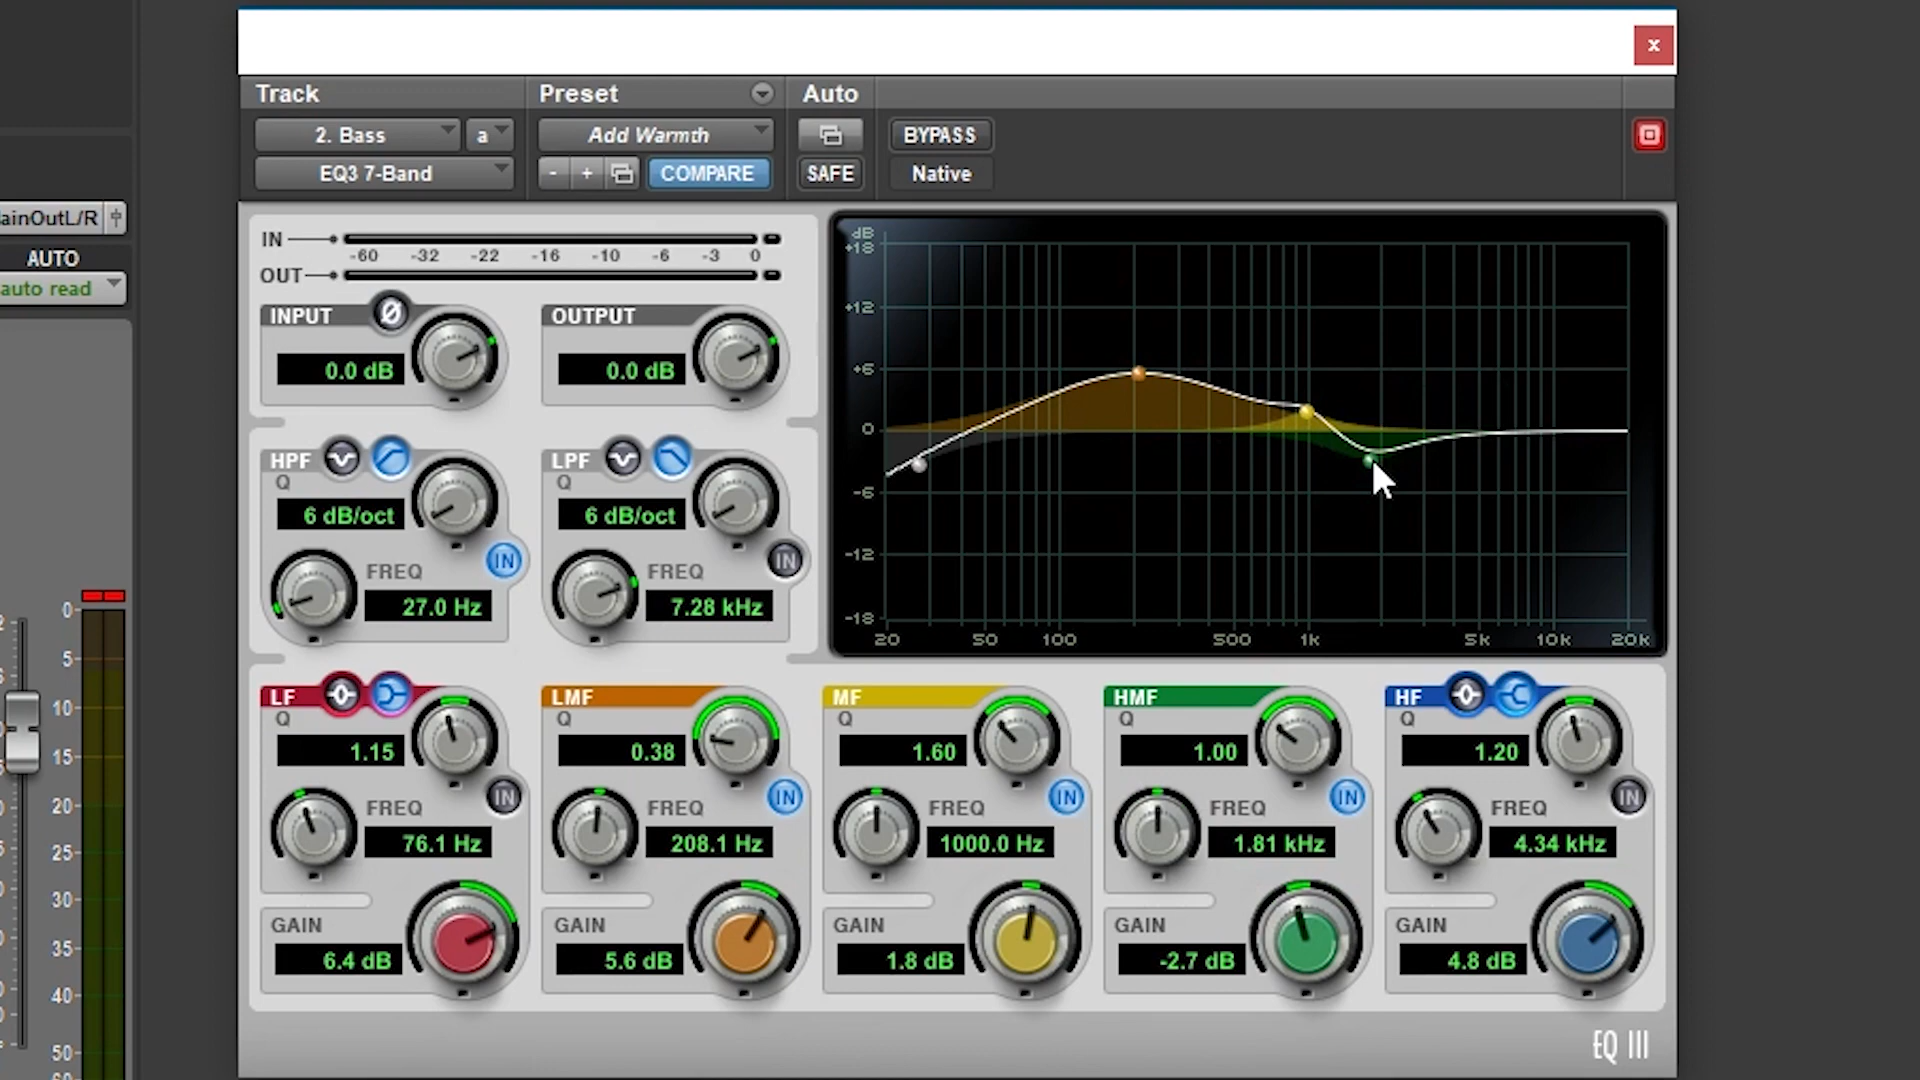 x
Track
Preset
Auto
2. Bass
a
Add Warmth
BYPASS
EQ3 7-Band
- +
COMPARE
SAFE
Native
ainOutL/R
AUTO
auto read
0
5
10
15
20
25
30
35
40
50
IN
-60 -32 -22 -16 -10 -6 -3 0
OUT
INPUT
Ø
0.0 dB
OUTPUT
0.0 dB
HPF
Q
6 dB/oct
IN
FREQ
27.0 Hz
LPF
Q
6 dB/oct
IN
FREQ
7.28 kHz
dB
+18
+12
+6
0
-6
-12
-18
20 50 100 500 1k 5k 10k 20k
LF
Q
1.15
IN
FREQ
76.1 Hz
GAIN
6.4 dB
LMF
Q
0.38
IN
FREQ
208.1 Hz
GAIN
5.6 dB
MF
Q
1.60
IN
FREQ
1000.0 Hz
GAIN
1.8 dB
HMF
Q
1.00
IN
FREQ
1.81 kHz
GAIN
-2.7 dB
HF
Q
1.20
IN
FREQ
4.34 kHz
GAIN
4.8 dB
EQ III